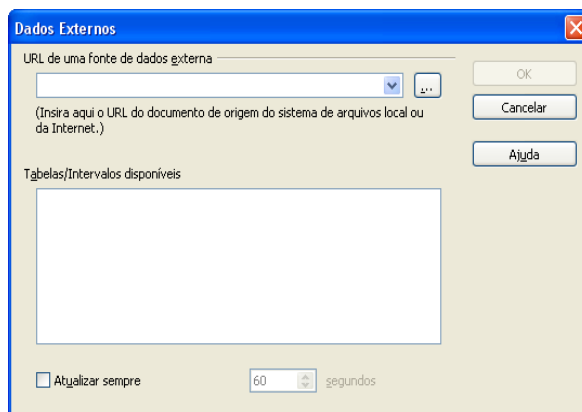 Dados Externos
URL de uma fonte de dados externa
...
OK
(Insira aqui o URL do documento de origem do sistema de arquivos local ou
da Internet.)
Cancelar
Ajuda
Tabelas/Intervalos disponíveis
Atualizar sempre
60
segundos